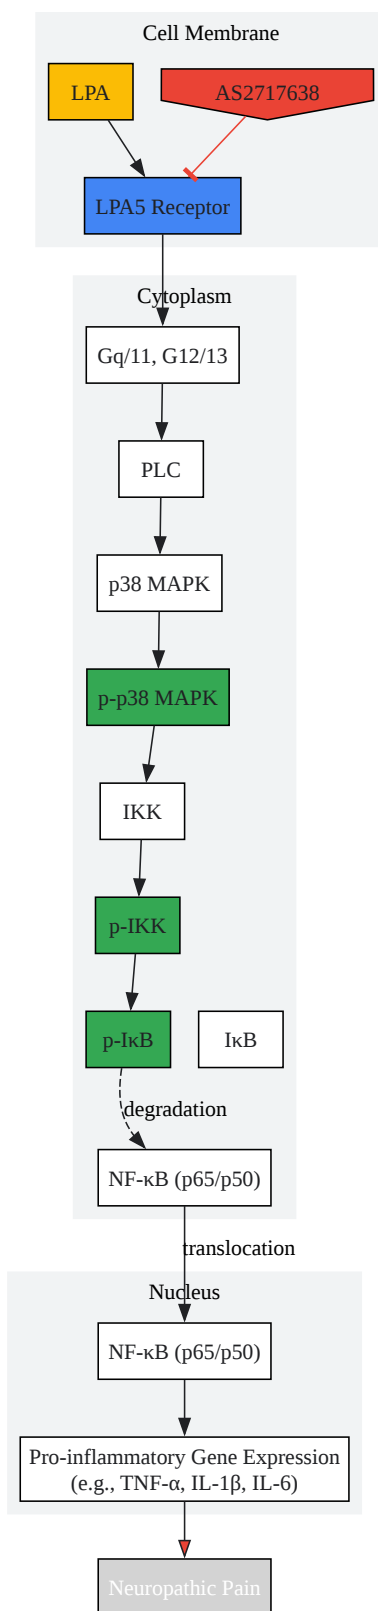 Cell Membrane
LPA
AS2717638
LPA5 Receptor
Cytoplasm
Gq/11, G12/13
PLC
p38 MAPK
p-p38 MAPK
IKK
p-IKK
p-IκB
IκB
degradation
NF-κB (p65/p50)
translocation
Nucleus
NF-κB (p65/p50)
Pro-inflammatory Gene Expression
(e.g., TNF-α, IL-1β, IL-6)
Neuropathic Pain